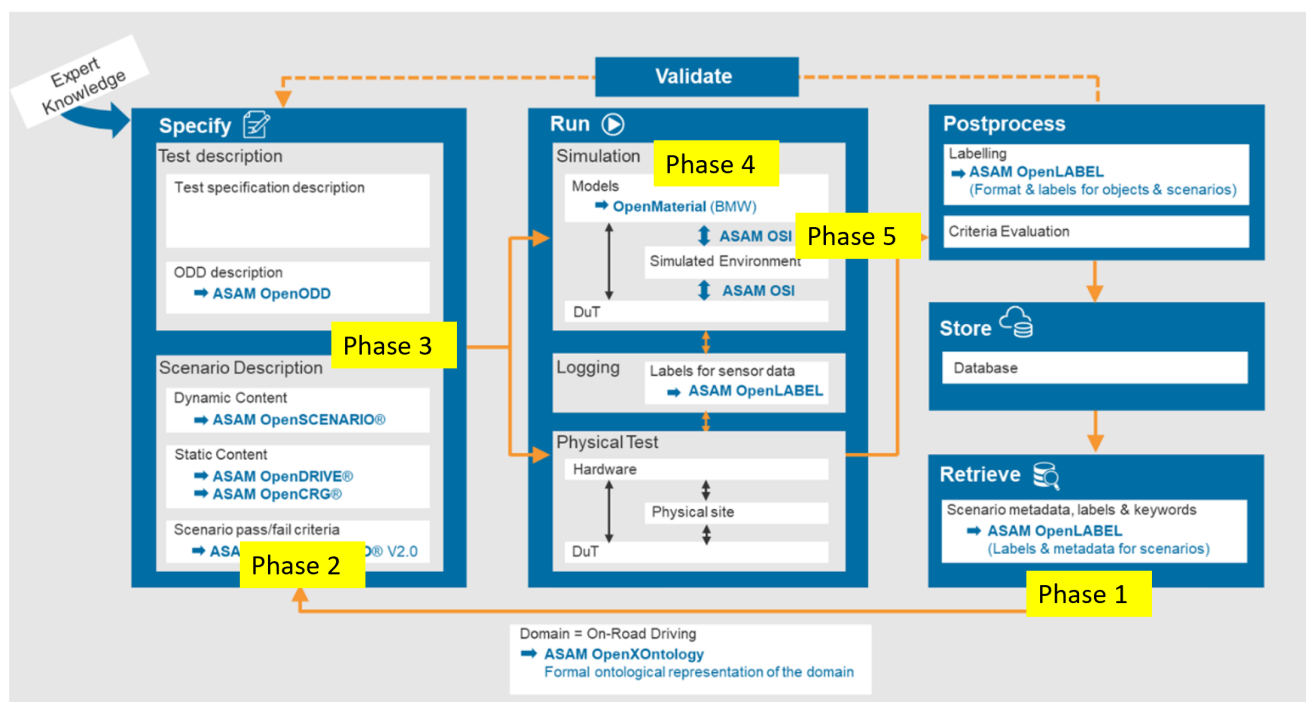 Expert
Knowledge
Validate
Specify
Test description
Test specification description
ODD description
➡ ASAM OpenODD
Phase 3
Scenario Description
Dynamic Content
➡ ASAM OpenSCENARIO®
Static Content
➡ ASAM OpenDRIVE®
➡ ASAM OpenCRG®
Scenario pass/fail criteria
® V2.0
Phase 2
Run
Simulation
Phase 4
Models
➡ OpenMaterial (BMW)
ASAM OSI
Phase 5
Simulated Environment
ASAM OSI
DuT
Logging
Labels for sensor data
➡ ASAM OpenLABEL
Physical Test
Hardware
Physical site
DuT
Postprocess
Labelling
➡ ASAM OpenLABEL
(Format & labels for objects & scenarios)
Criteria Evaluation
Store
Database
Retrieve
Scenario metadata, labels & keywords
➡ ASAM OpenLABEL
(Labels & metadata for scenarios)
Phase 1
Domain = On-Road Driving
➡ ASAM OpenXOntology
Formal ontological representation of the domain